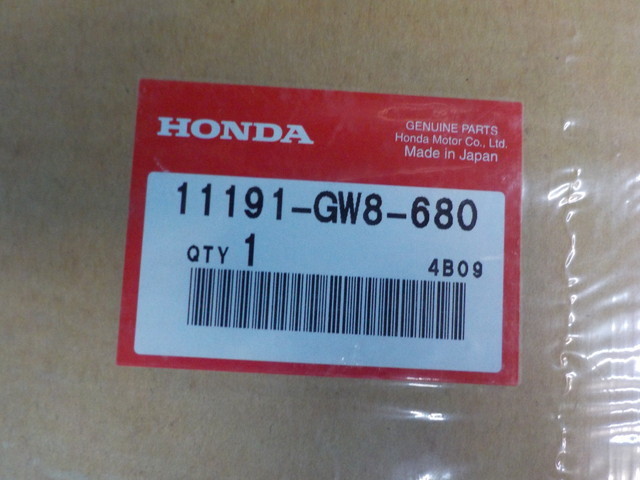 HONDA
GENUINE PARTS
Honda Motor Co., Ltd.
Made in Japan
11191-GW8-680
QTY 1
4B09